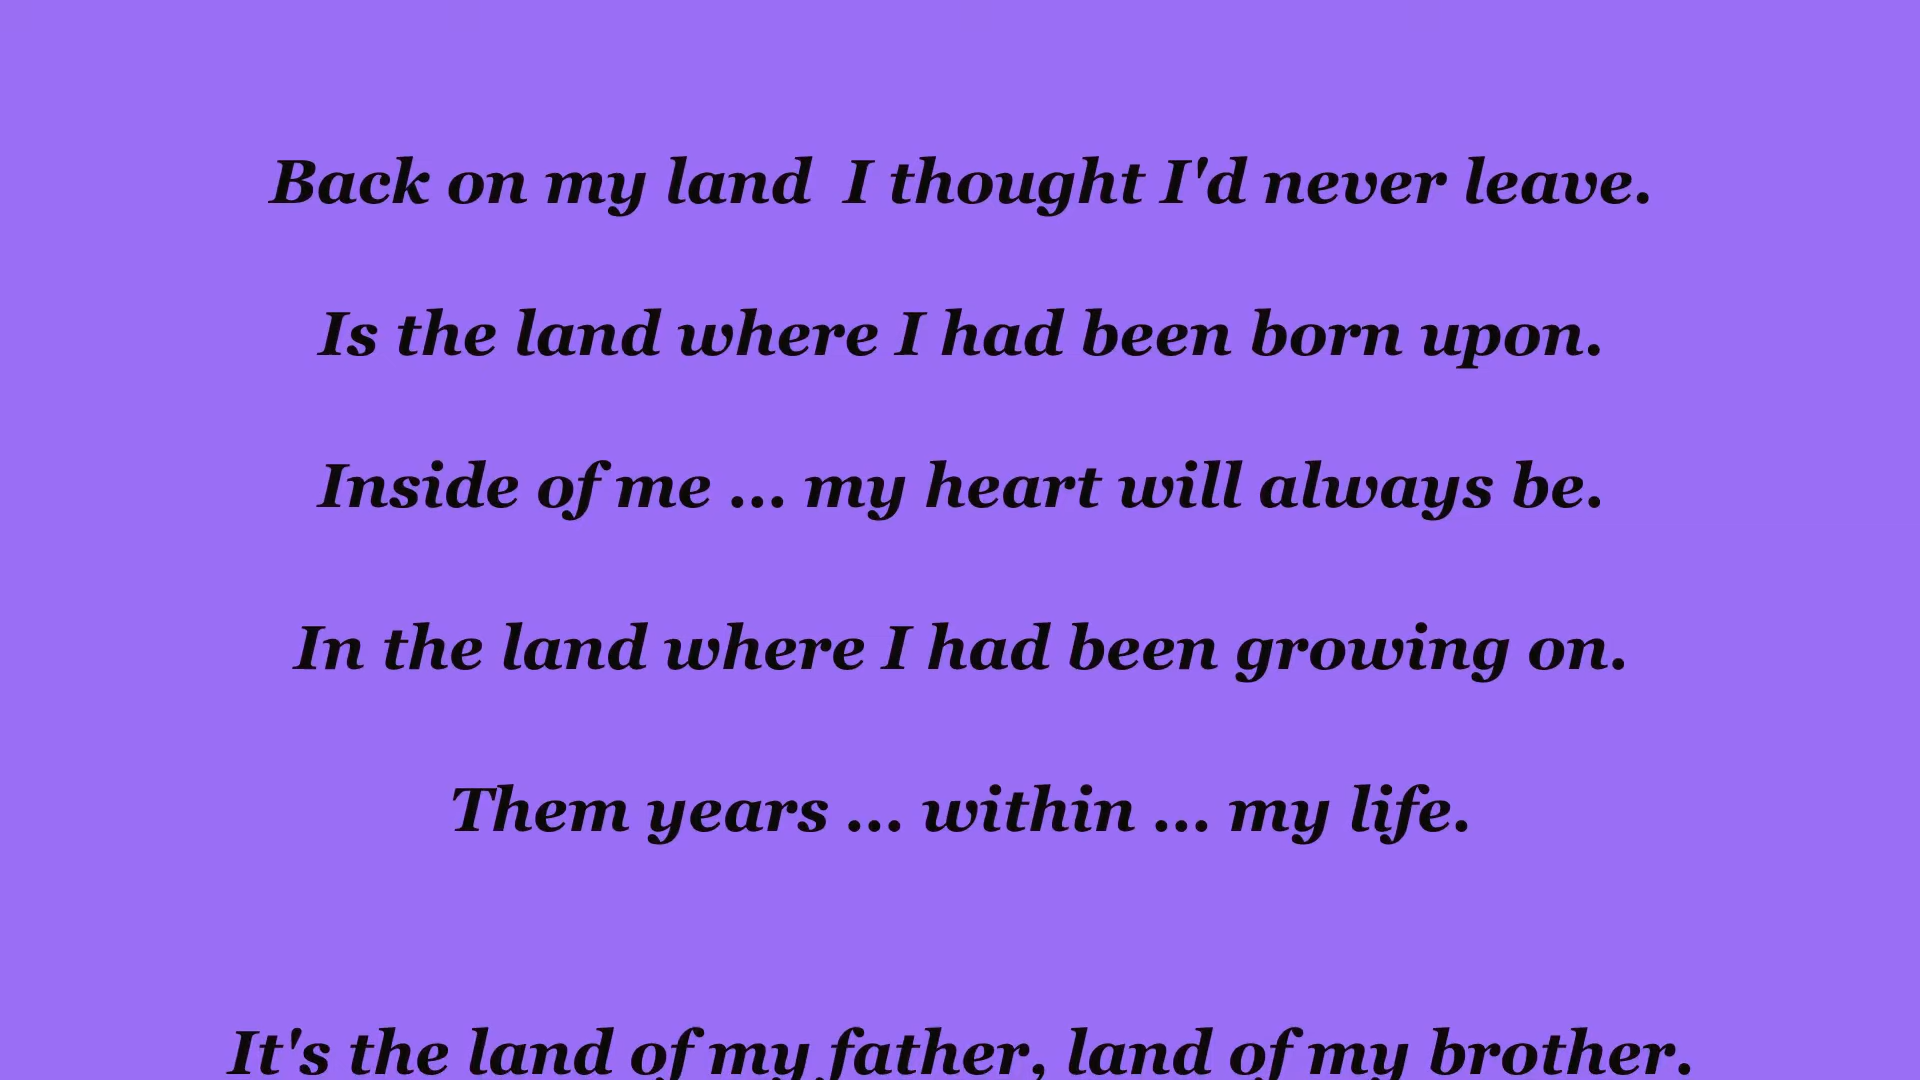 Back on my land  I thought I'd never leave.
Is the land where I had been born upon.
Inside of me ... my heart will always be.
In the land where I had been growing on.
Them years ... within ... my life.
It's the land of my father, land of my brother.